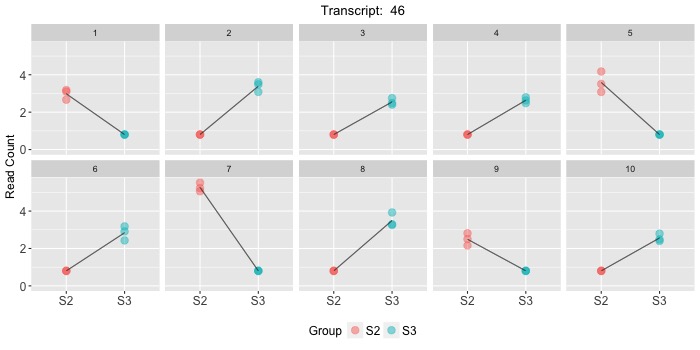 Transcript:  46
1 2 3 4 5
4
2
0
Read Count
6 7 8 9 10
4
2
0
S2 S3 S2 S3 S2 S3 S2 S3 S2 S3
Group S2 S3